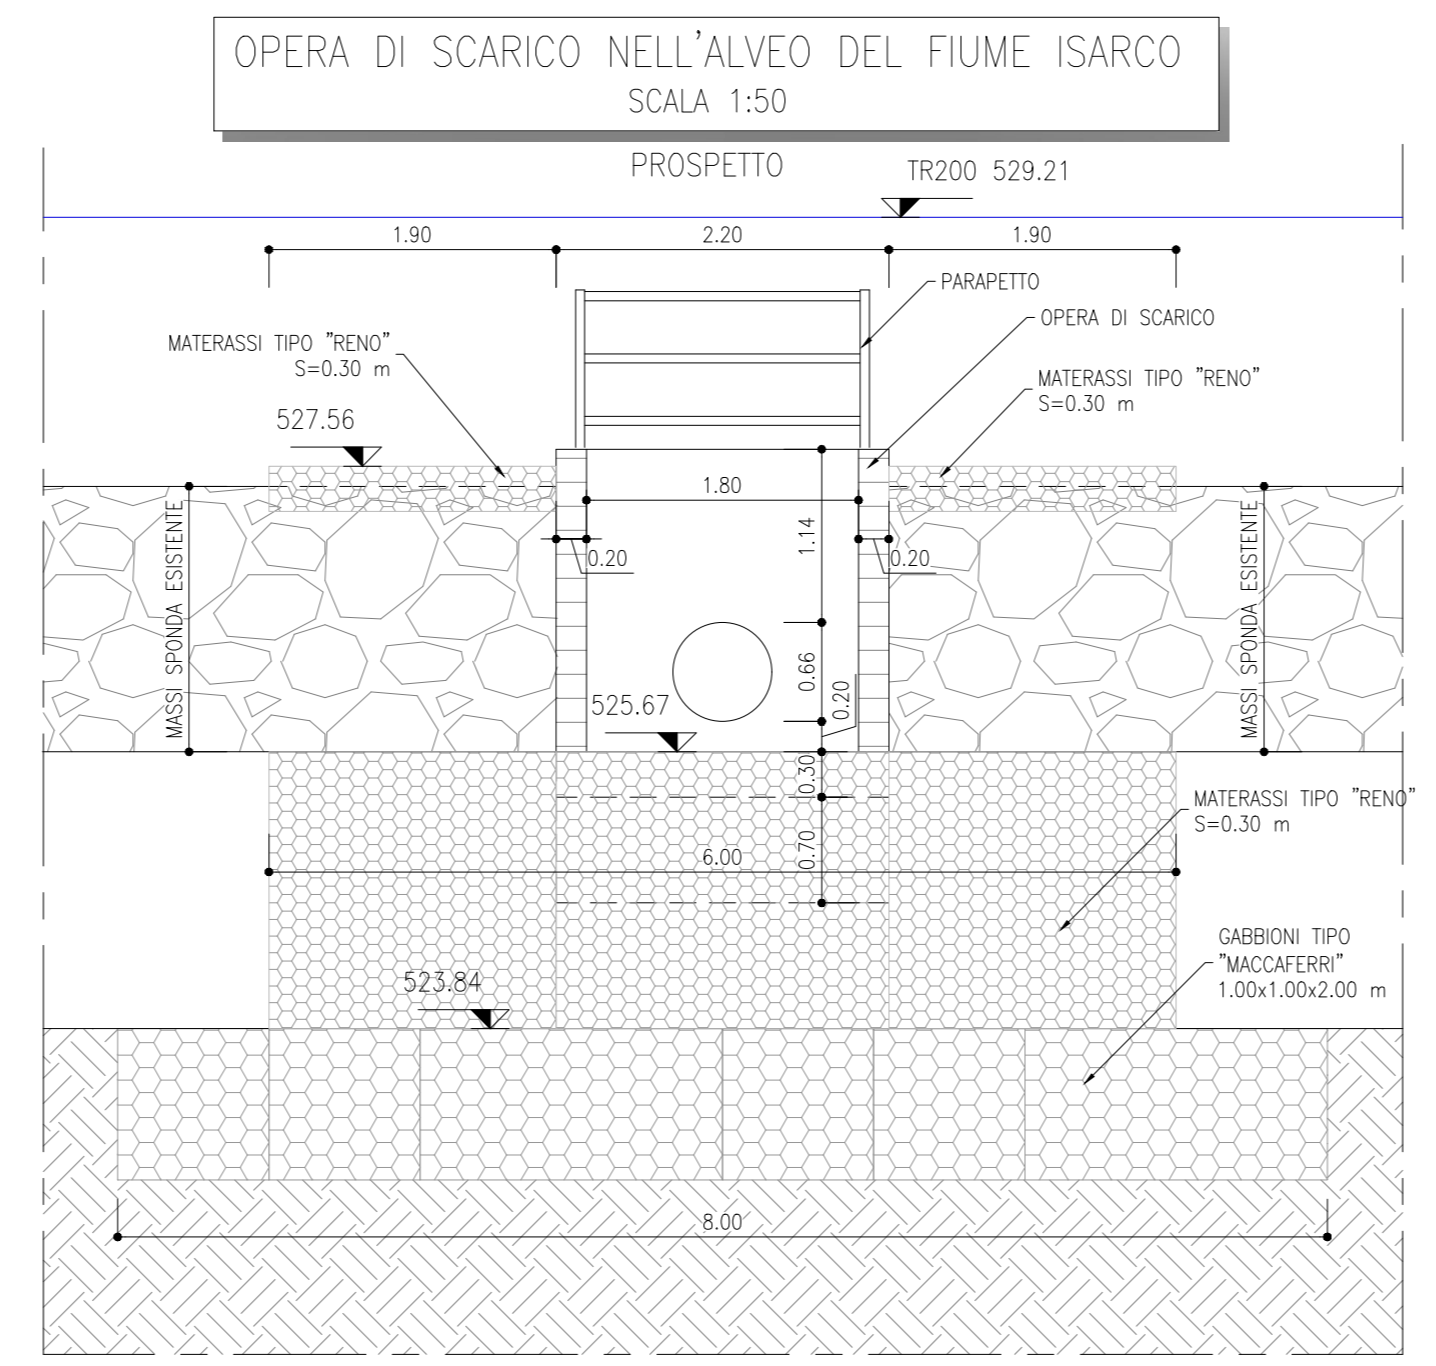 OPERA DI SCARICO NELL'ALVEO DEL FIUME ISARCO
SCALA 1:50
PROSPETTO
TR200 529.21
1.90
2.20
1.90
PARAPETTO
OPERA DI SCARICO
MATERASSI TIPO "RENO"
S=0.30 m
MATERASSI TIPO "RENO"
S=0.30 m
527.56
1.80
1.14
0.20
0.20
MASSI SPONDA ESISTENTE
MASSI SPONDA ESISTENTE
0.66
0.20
525.67
0.30
MATERASSI TIPO "RENO"
S=0.30 m
0.70
6.00
GABBIONI TIPO
"MACCAFERRI"
1.00x1.00x2.00 m
523.84
8.00